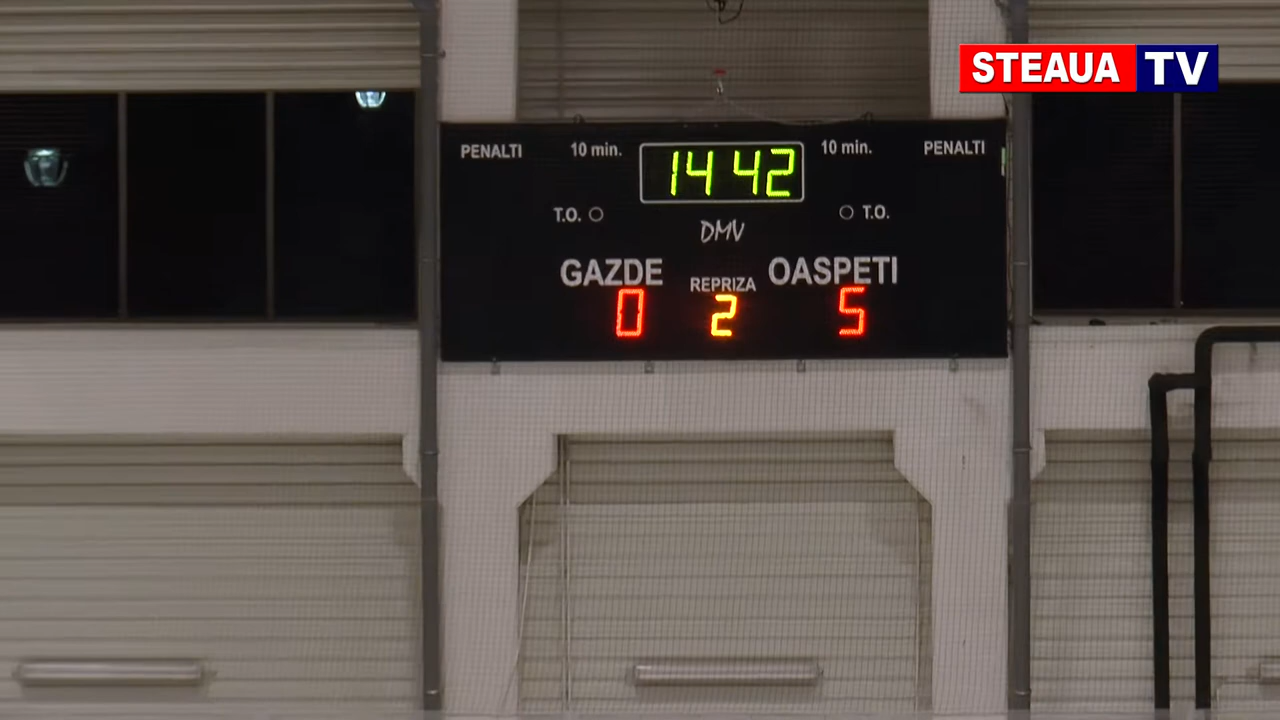 STEAUA TV
PENALTI 10 min. 14 42 10 min. PENALTI
T.O. T.O.
DMV
GAZDE REPRIZA OASPETI
0 2 5